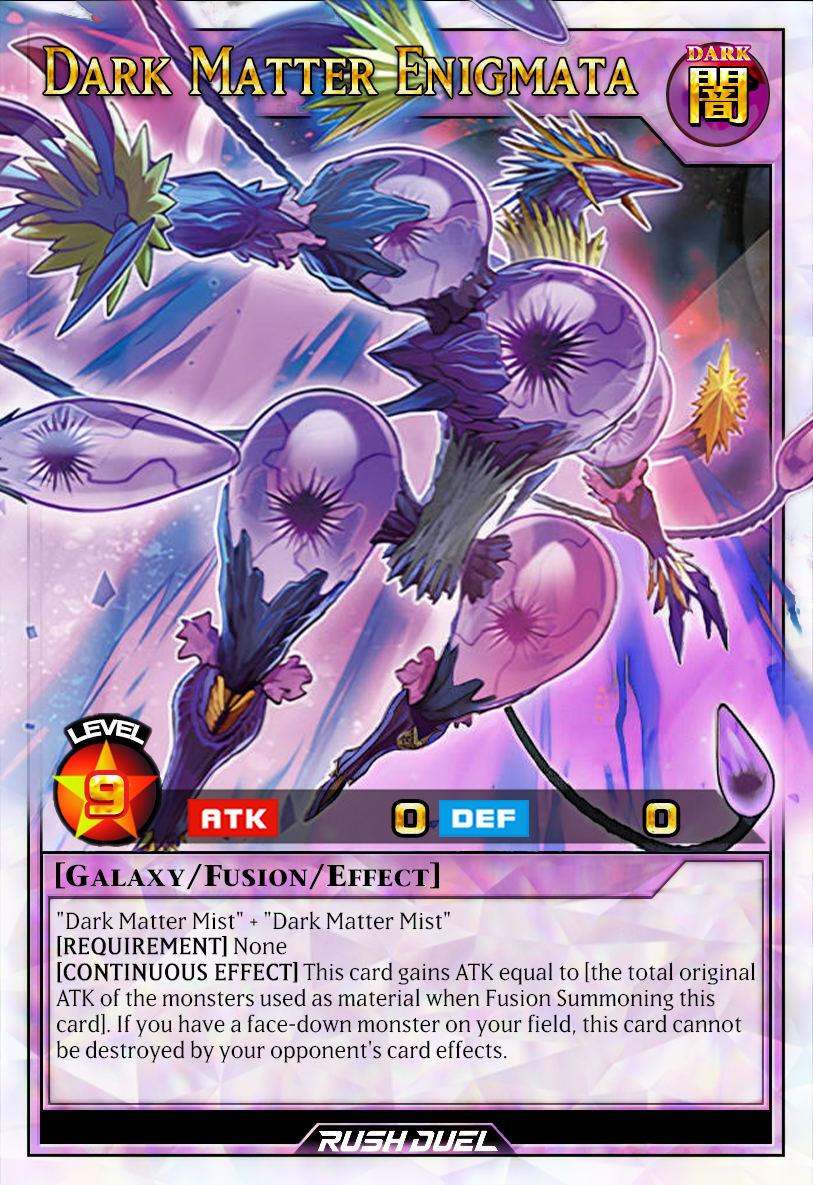 DARK MATTER ENIGMATA
DARK
闇
LEVEL
9
ATK 0 DEF 0
[GALAXY/FUSION/EFFECT]
"Dark Matter Mist" + "Dark Matter Mist"
[REQUIREMENT] None
[CONTINUOUS EFFECT] This card gains ATK equal to [the total original
ATK of the monsters used as material when Fusion Summoning this
card]. If you have a face-down monster on your field, this card cannot
be destroyed by your opponent's card effects.
RUSH DUEL